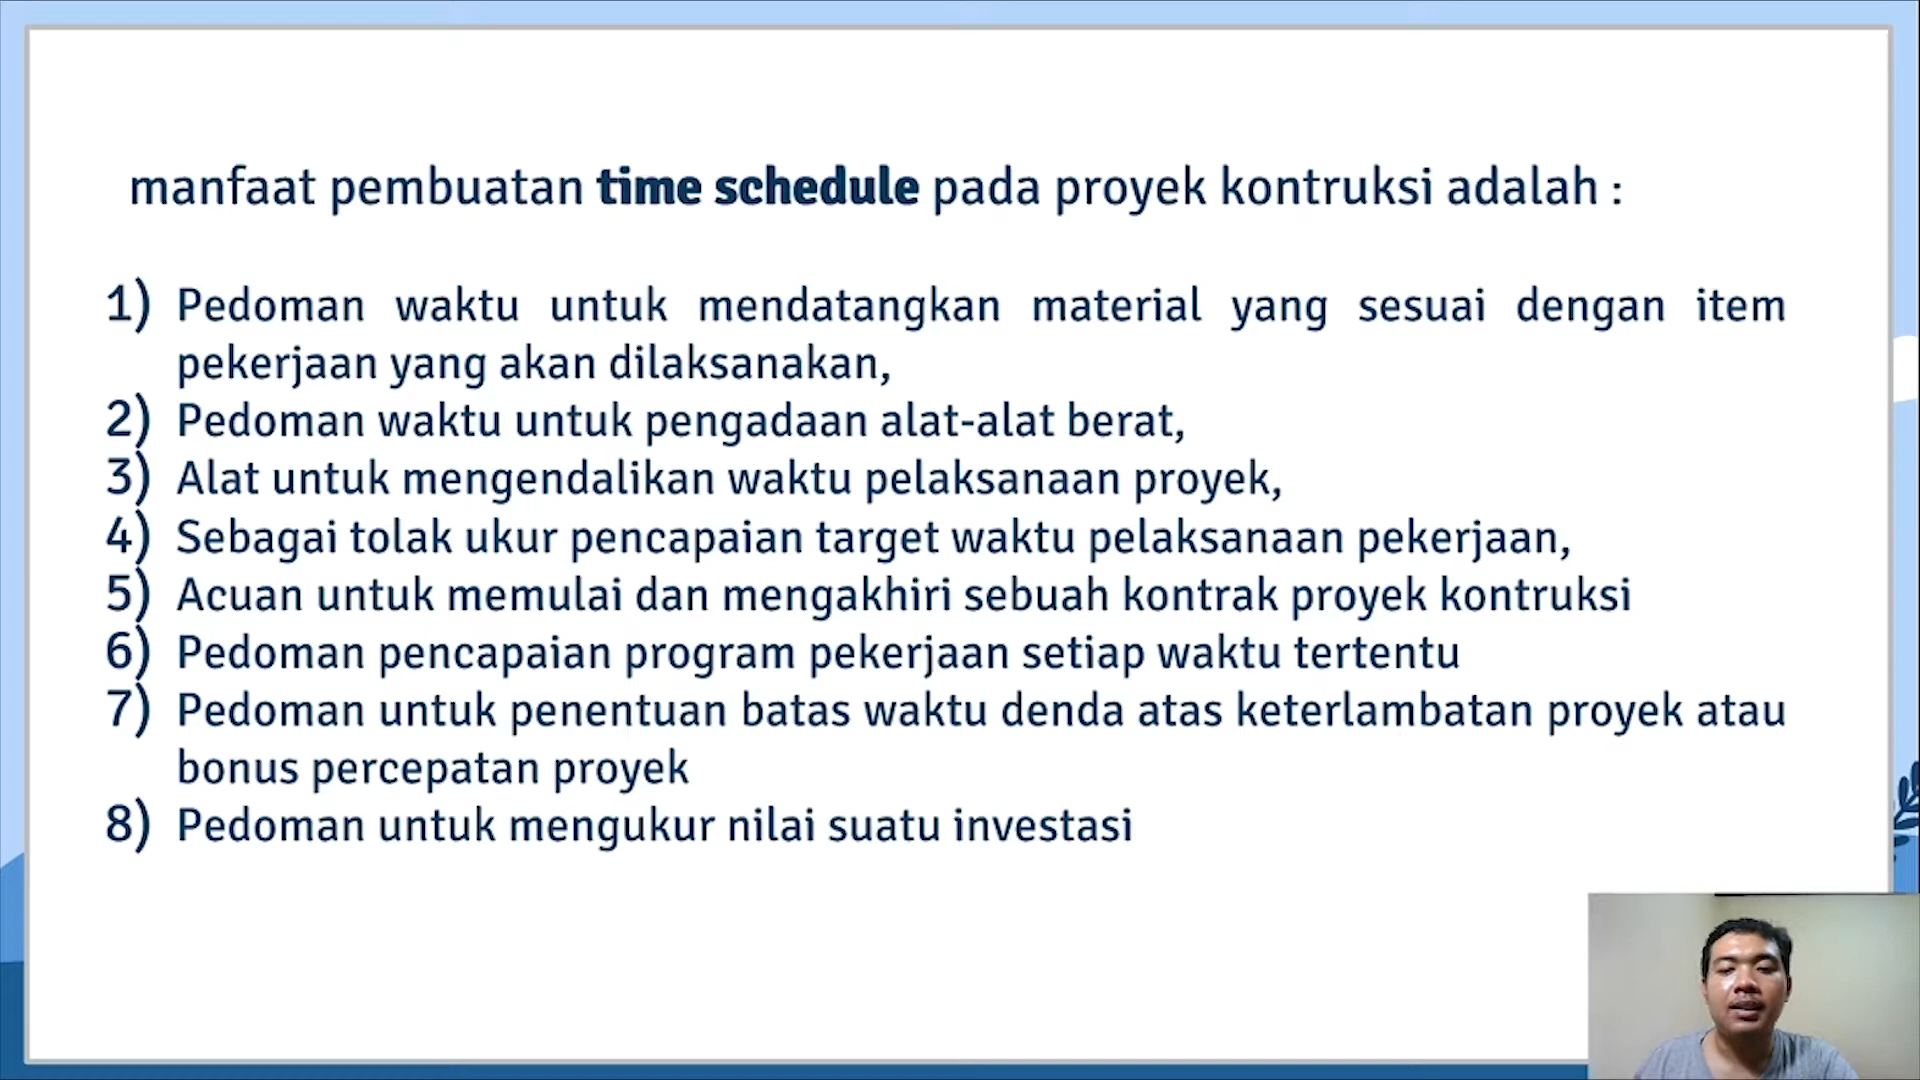 manfaat pembuatan time schedule pada proyek kontruksi adalah :
1) Pedoman waktu untuk mendatangkan material yang sesuai dengan item
pekerjaan yang akan dilaksanakan,
2) Pedoman waktu untuk pengadaan alat-alat berat,
3) Alat untuk mengendalikan waktu pelaksanaan proyek,
4) Sebagai tolak ukur pencapaian target waktu pelaksanaan pekerjaan,
5) Acuan untuk memulai dan mengakhiri sebuah kontrak proyek kontruksi
6) Pedoman pencapaian program pekerjaan setiap waktu tertentu
7) Pedoman untuk penentuan batas waktu denda atas keterlambatan proyek atau
bonus percepatan proyek
8) Pedoman untuk mengukur nilai suatu investasi